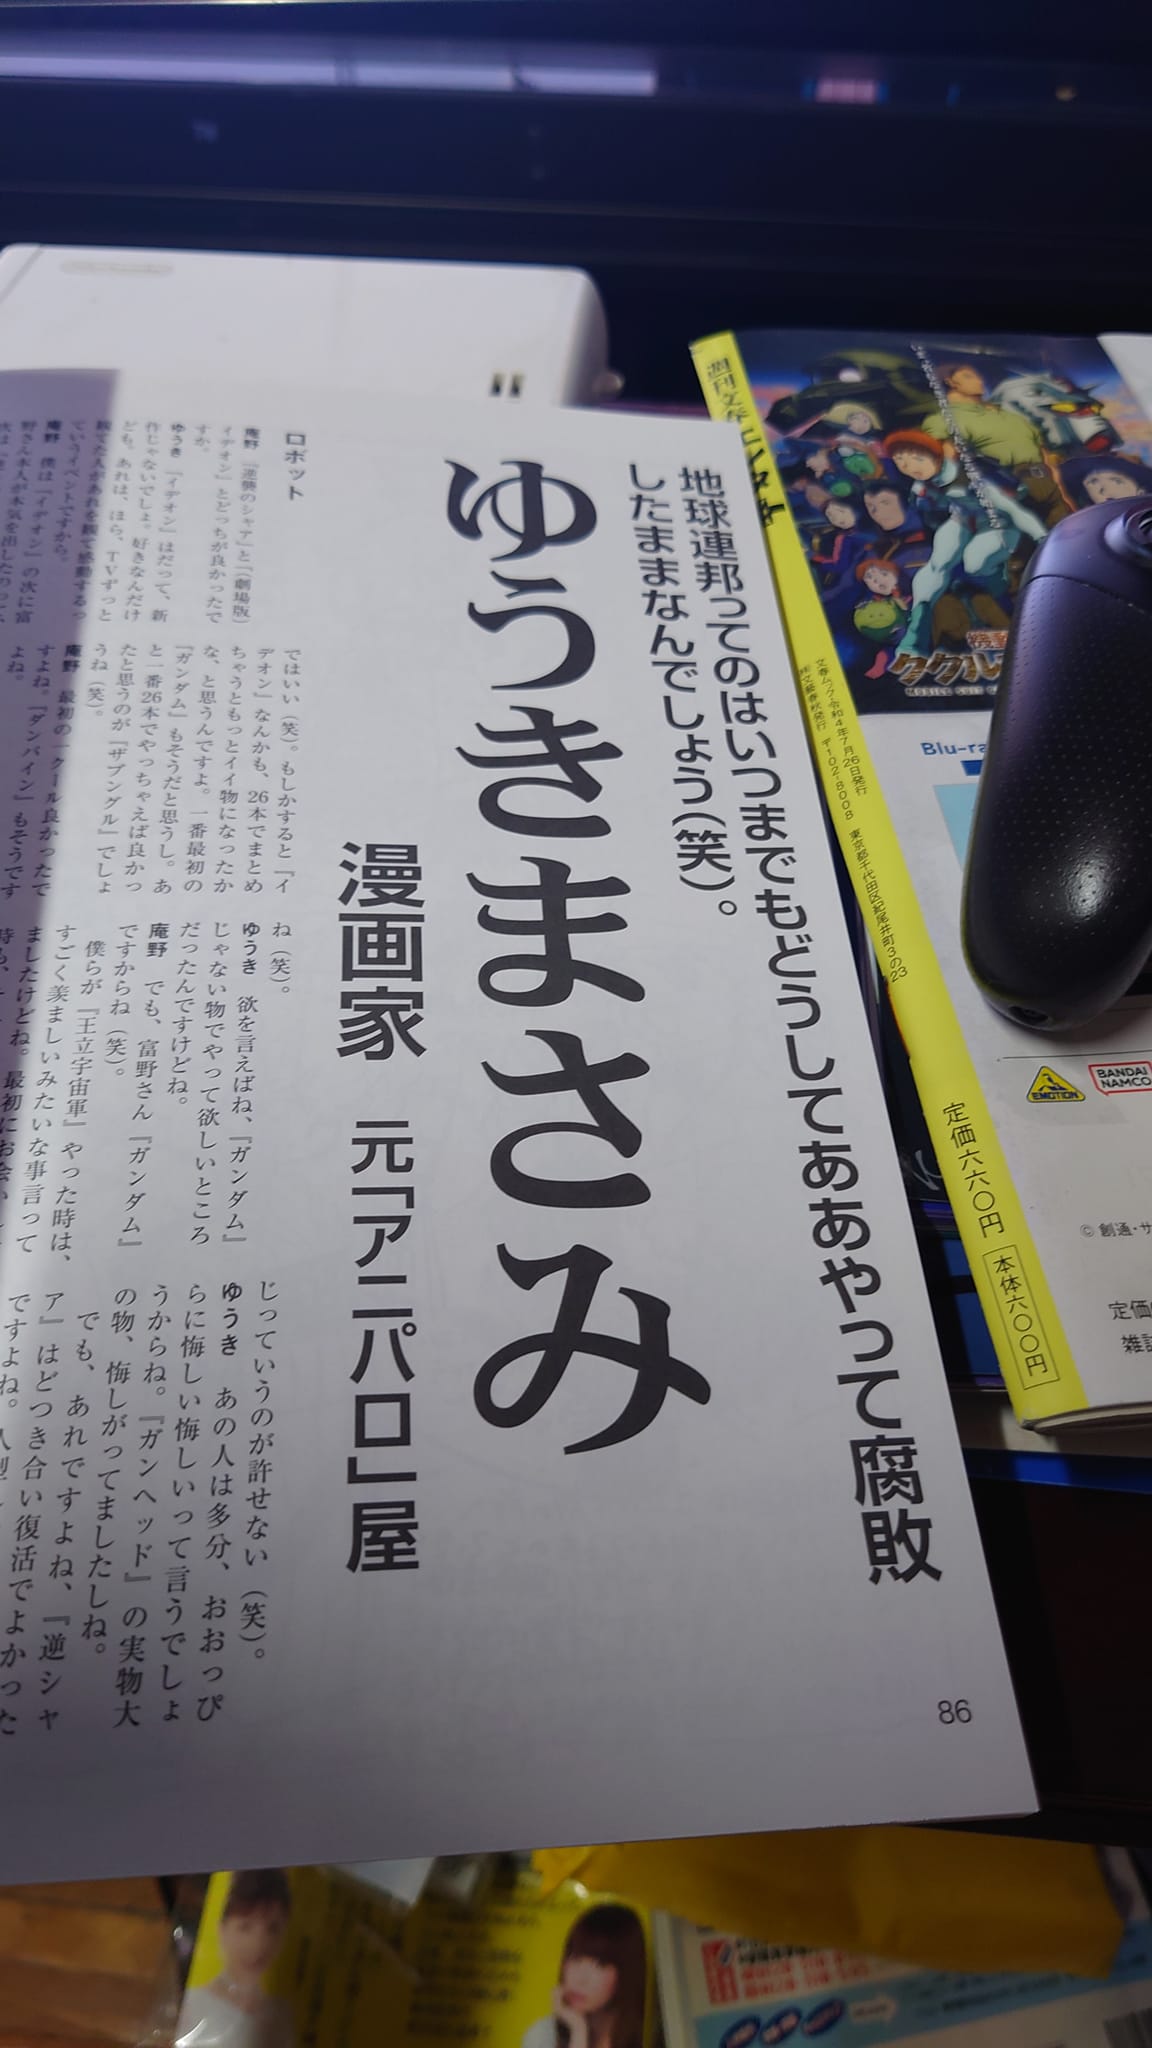 地球連邦ってのはいつまでもどうしてああやって腐敗
したままなんでしょう(笑)。
ゆうきまさみ
漫画家 元「アニパロ」屋
ロボット
庵野 『逆襲のシャア』と『(劇場版)
イデオン』とどっちが良かったで
すか。
ゆうき 『イデオン』はだって、新
作じゃないでしょ。好きなんだけ
ども。あれは、ほら、TVずっと
観てた人があれを観て感動するっ
ていうイベントですから。
庵野 僕は『イデオン』の次に富
野さん本人が本気を出したのって、
ではいい(笑)。もしかすると『イ
デオン』なんかも、26本でまとめ
ちゃうともっとイイ物になったか
な、と思うんですよ。一番最初の
『ガンダム』もそうだと思うし。あ
と一番26本でやっちゃえば良かっ
たと思うのが『ザブングル』でしょ
うね(笑)。
庵野 最初の一クール良かったで
すよね。『ダンバイン』もそうです
よね。
ね(笑)。
ゆうき 欲を言えばね、『ガンダム』
じゃない物でやって欲しいところ
だったんですけどね。
庵野 でも、富野さん『ガンダム』
ですからね(笑)。
僕らが『王立宇宙軍』やった時は、
すごく羨ましいみたいな事言って
ましたけどね。最初にお会い
じっていうのが許せない(笑)。
ゆうき あの人は多分、おおっぴ
らに悔しい悔しいって言うでしょ
うからね。『ガンヘッド』の実物大
の物、悔しがってましたしね。
でも、あれですよね、『逆シャ
ア』はどつき合い復活でよかった
ですよね。
86
週刊文春エンタ
文春ムック・令和4年7月26日発行
㈱文藝春秋発行 〒102-8008 東京都千代田区紀尾井町3の23
定価六六〇円
本体六〇〇円
機動
ククル
MOBILE SUIT
Blu-ra
EMOTION
BANDAI
NAMCO
© 創通・サ
定価
雑誌